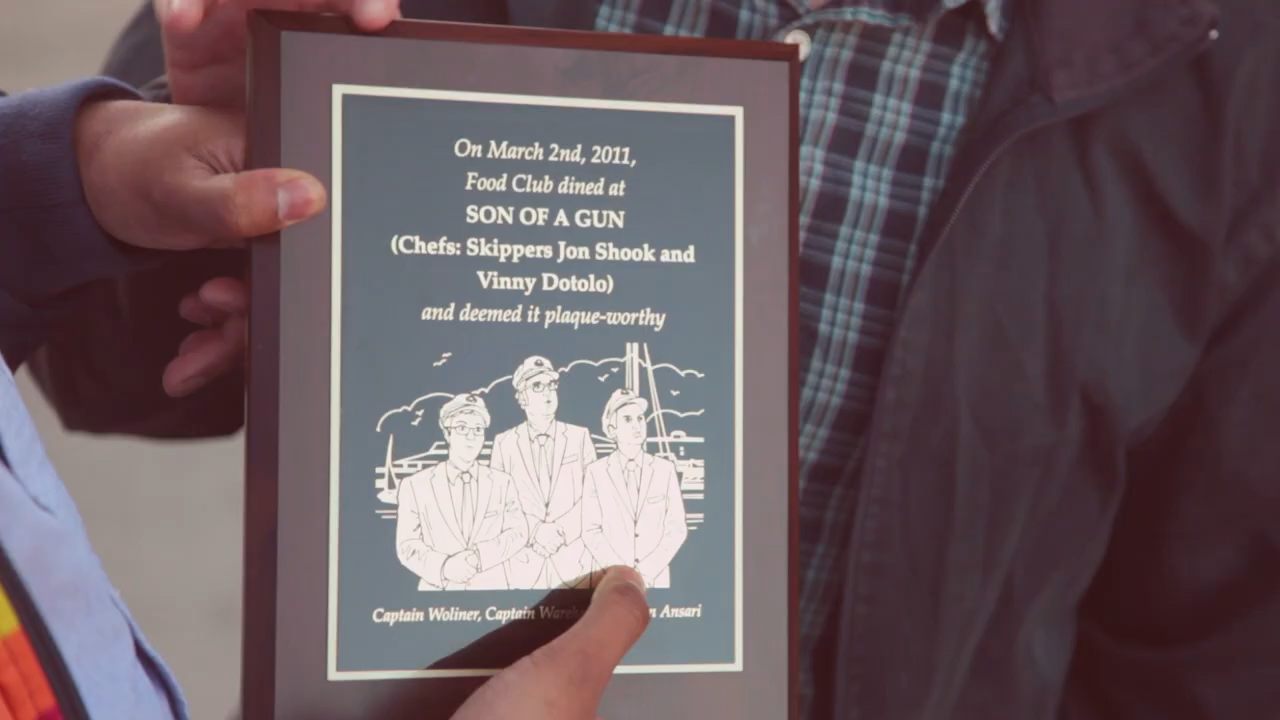 On March 2nd, 2011,
Food Club dined at
SON OF A GUN
(Chefs: Skippers Jon Shook and
Vinny Dotolo)
and deemed it plaque-worthy
Captain Woliner, Captain Ansari